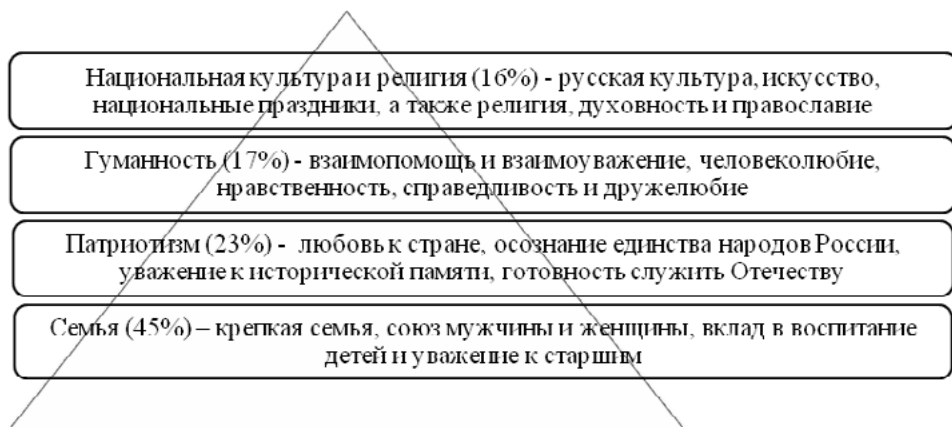 Национальная культура и религия (16%) - русская культура, искусство,
национальные праздники, а также религия, духовность и православие
Гуманность (17%) - взаимопомощь и взаимоуважение, человеколюбие,
нравственность, справедливость и дружелюбие
Патриотизм (23%) - любовь к стране, осознание единства народов России,
уважение к исторической памяти, готовность служить Отечеству
Семья (45%) – крепкая семья, союз мужчины и женщины, вклад в воспитание
детей и уважение к старшим